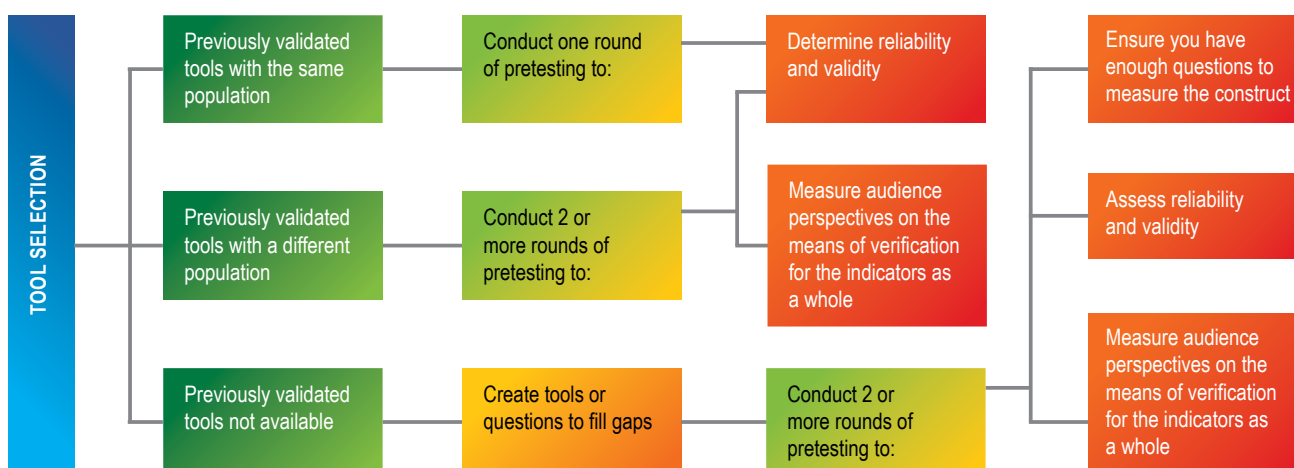 TOOL SELECTION
Previously validated
tools with the same
population
Conduct one round
of pretesting to:
Determine reliability
and validity
Previously validated
tools with a different
population
Conduct 2 or
more rounds of
pretesting to:
Measure audience
perspectives on the
means of verification
for the indicators as
a whole
Previously validated
tools not available
Create tools or
questions to fill gaps
Conduct 2 or
more rounds of
pretesting to:
Ensure you have
enough questions to
measure the construct
Assess reliability
and validity
Measure audience
perspectives on the
means of verification
for the indicators as
a whole